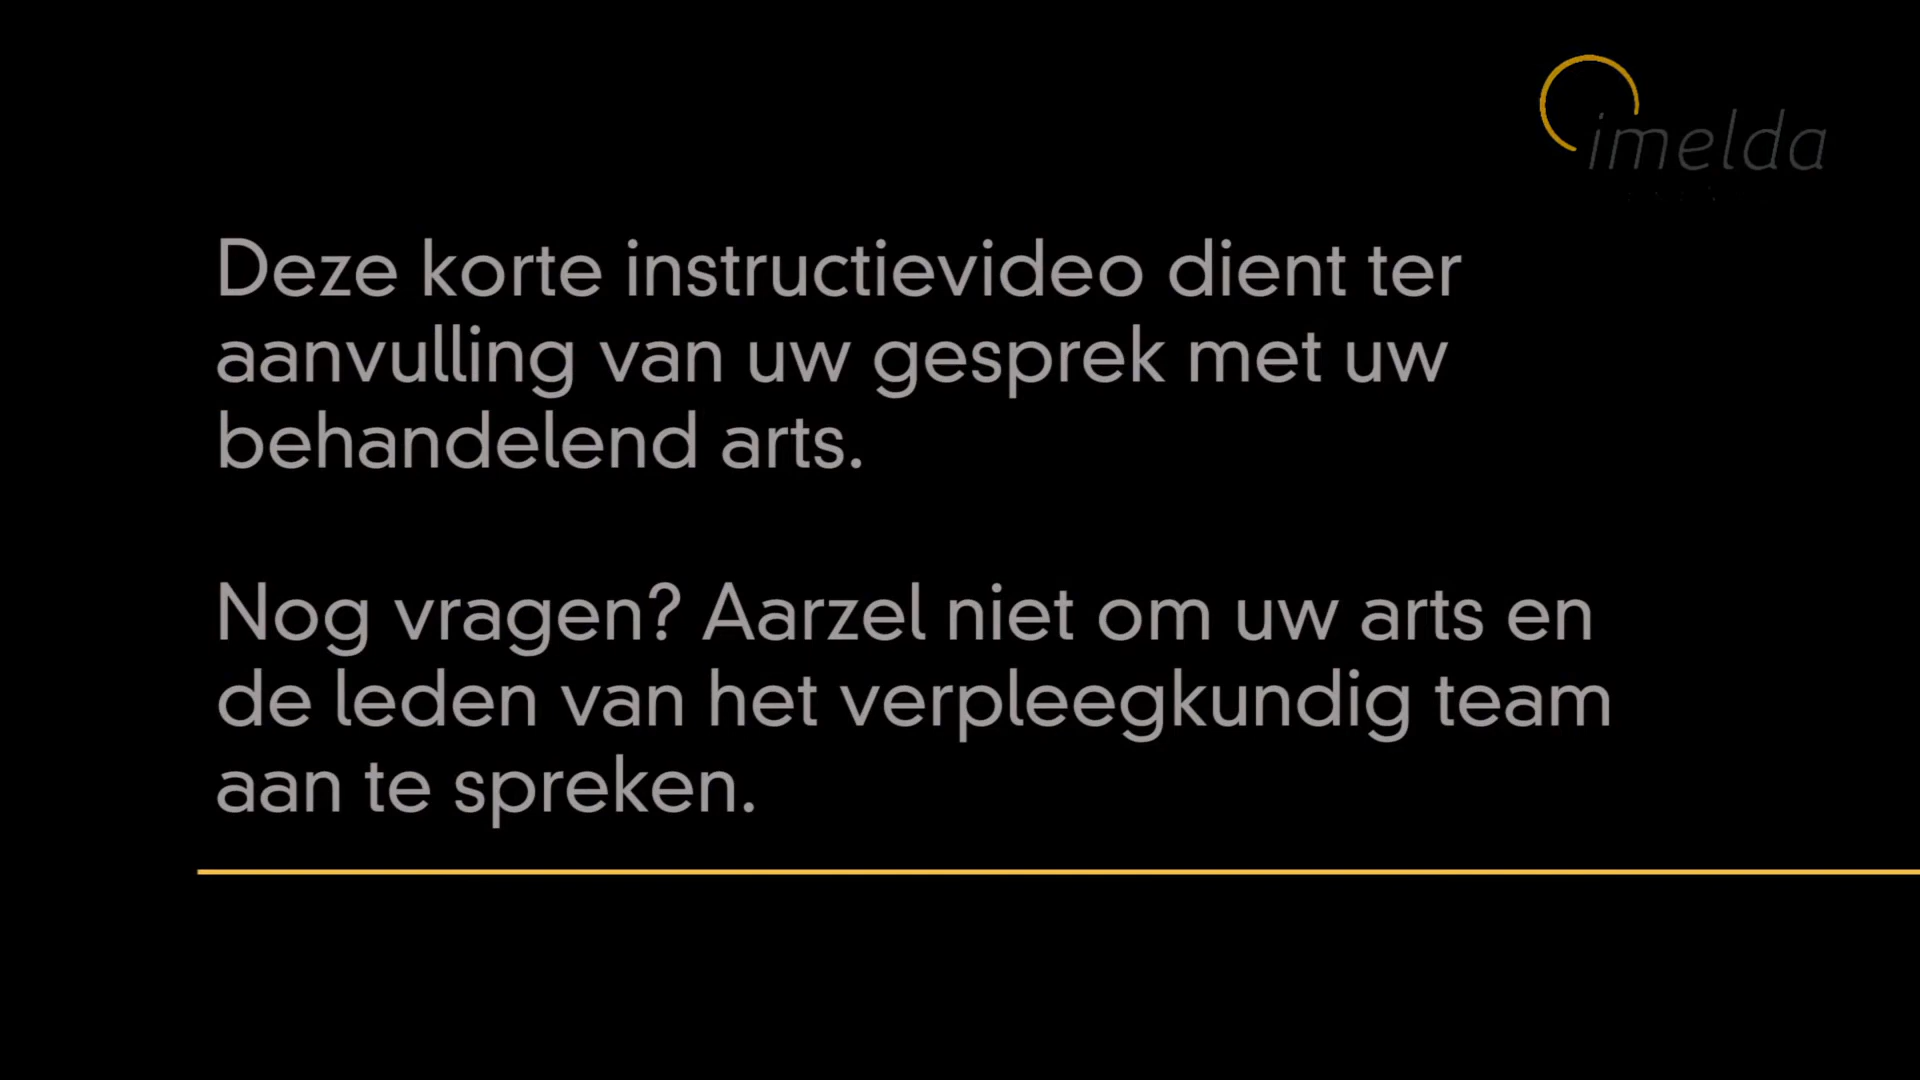 imelda
Deze korte instructievideo dient ter
aanvulling van uw gesprek met uw
behandelend arts.
Nog vragen? Aarzel niet om uw arts en
de leden van het verpleegkundig team
aan te spreken.